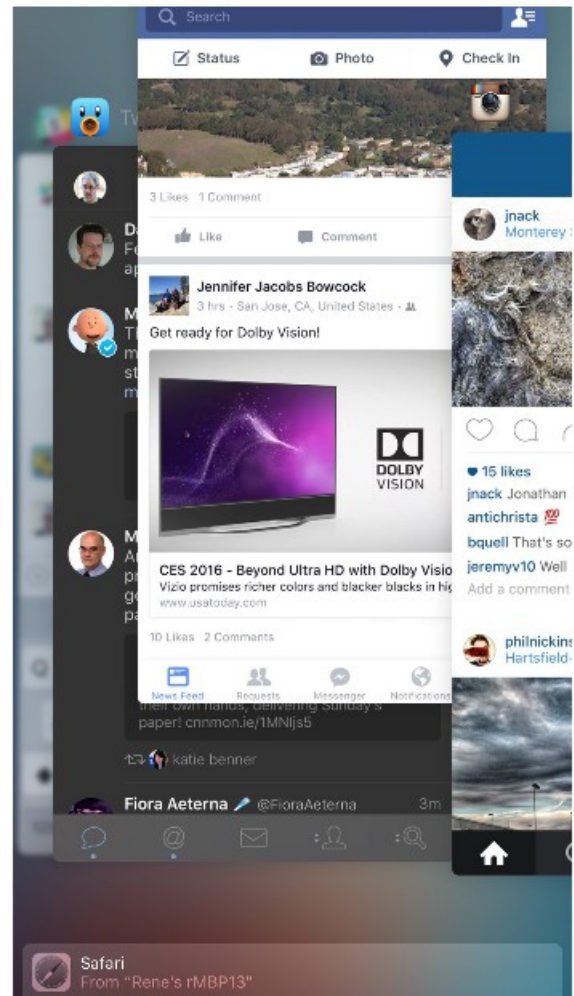 Search
Status
Photo
Check In
Tw
3 Likes 1 Comment
Like
Comment
Jennifer Jacobs Bowcock
3 hrs · San Jose, CA, United States ·
Get ready for Dolby Vision!
DOLBY
VISION
CES 2016 - Beyond Ultra HD with Dolby Visio
Vizio promises richer colors and blacker blacks in hig
www.usatoday.com
10 Likes 2 Comments
News Feed
Requests
Messenger
Notifications
jnack
Monterey
15 likes
jnack Jonathan
antichrista 💯
bquell That's so
jeremyv10 Well
Add a comment
philnickins
Hartsfield-
their own hands, delivering Sunday's
paper! cnnmon.ie/1MNIjs5
katie benner
Fiora Aeterna @FioraAeterna 3m
Safari
From "Rene's rMBP13"